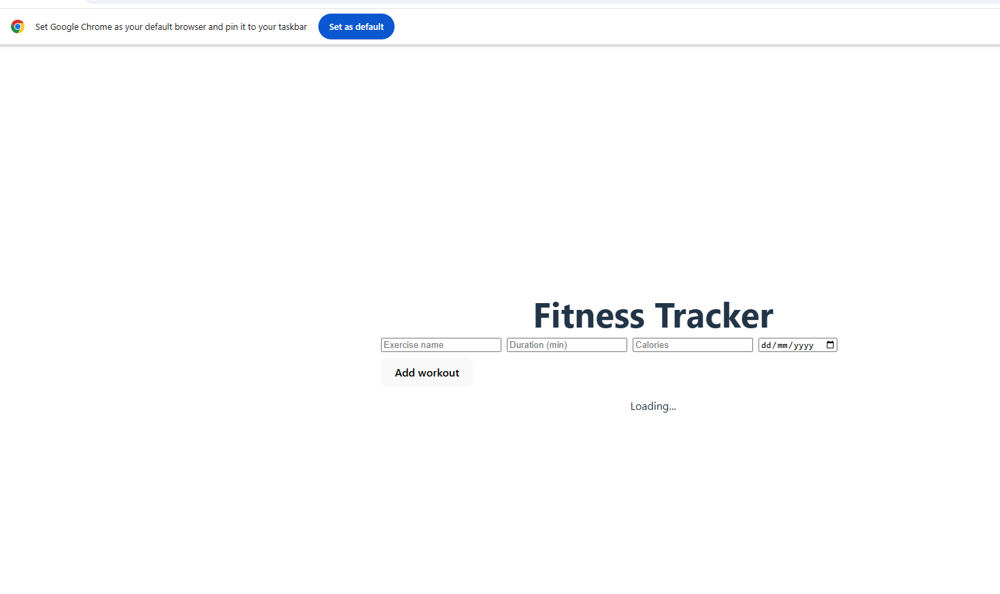 Set Google Chrome as your default browser and pin it to your taskbar Set as default
Fitness Tracker
Exercise name Duration (min) Calories dd/mm/yyyy
Add workout
Loading...